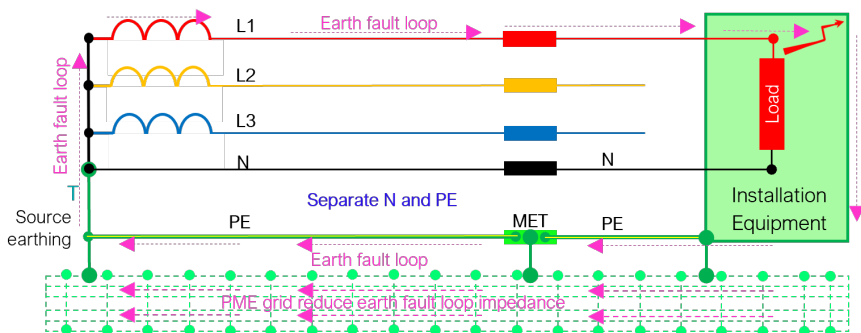 L1
Earth fault loop
L2
L3
N
N
Load
Earth fault loop
T
Separate N and PE
Installation
Equipment
Source
earthing
PE
MET
PE
Earth fault loop
PME grid reduce earth fault loop impedance